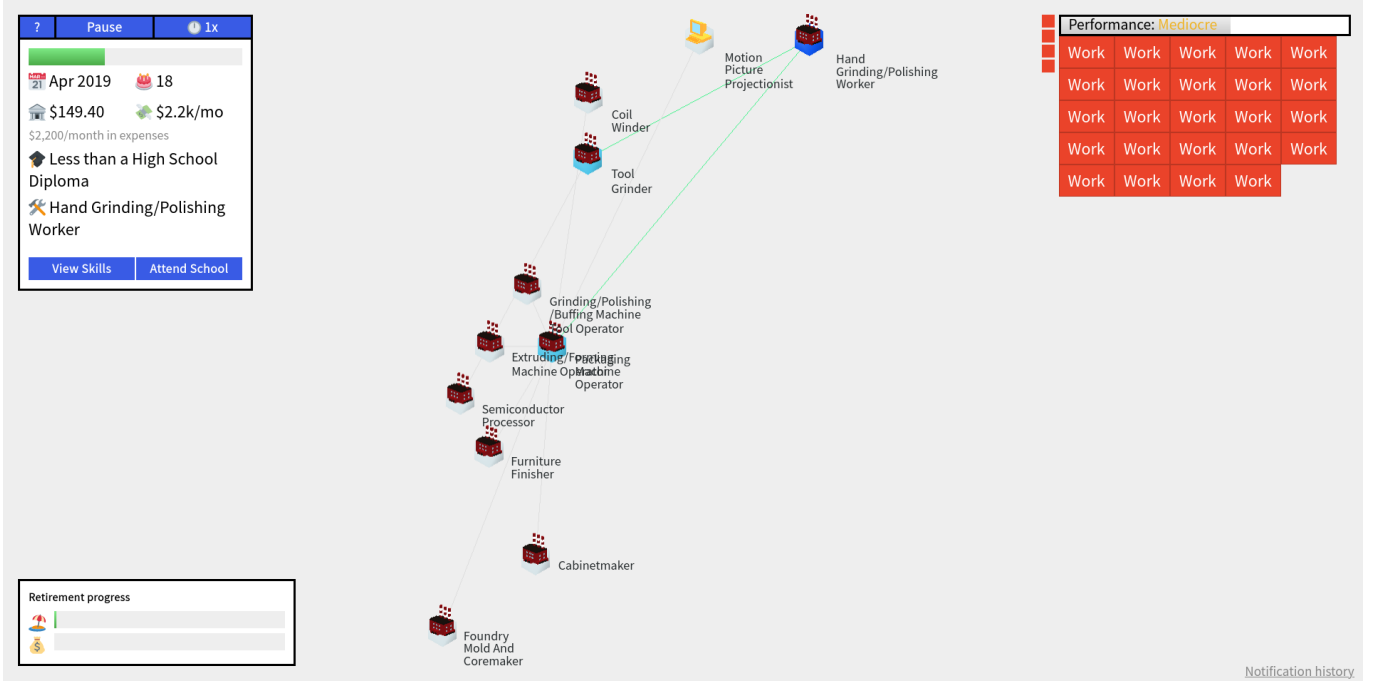 ?
Pause
1x
Apr 2019
18
$149.40
$2.2k/mo
$2,200/month in expenses
Less than a High School
Diploma
Hand Grinding/Polishing
Worker
View Skills
Attend School
Motion
Picture
Projectionist
Hand
Grinding/Polishing
Worker
Coil
Winder
Tool
Grinder
Grinding/Polishing
/Buffing Machine
Tool Operator
Extruding/Forming
Machine Operator
Packaging
Machine
Operator
Semiconductor
Processor
Furniture
Finisher
Cabinetmaker
Foundry
Mold And
Coremaker
Performance: Mediocre
Work Work Work Work Work
Work Work Work Work Work
Work Work Work Work Work
Work Work Work Work Work
Work Work Work Work
Retirement progress
Notification history